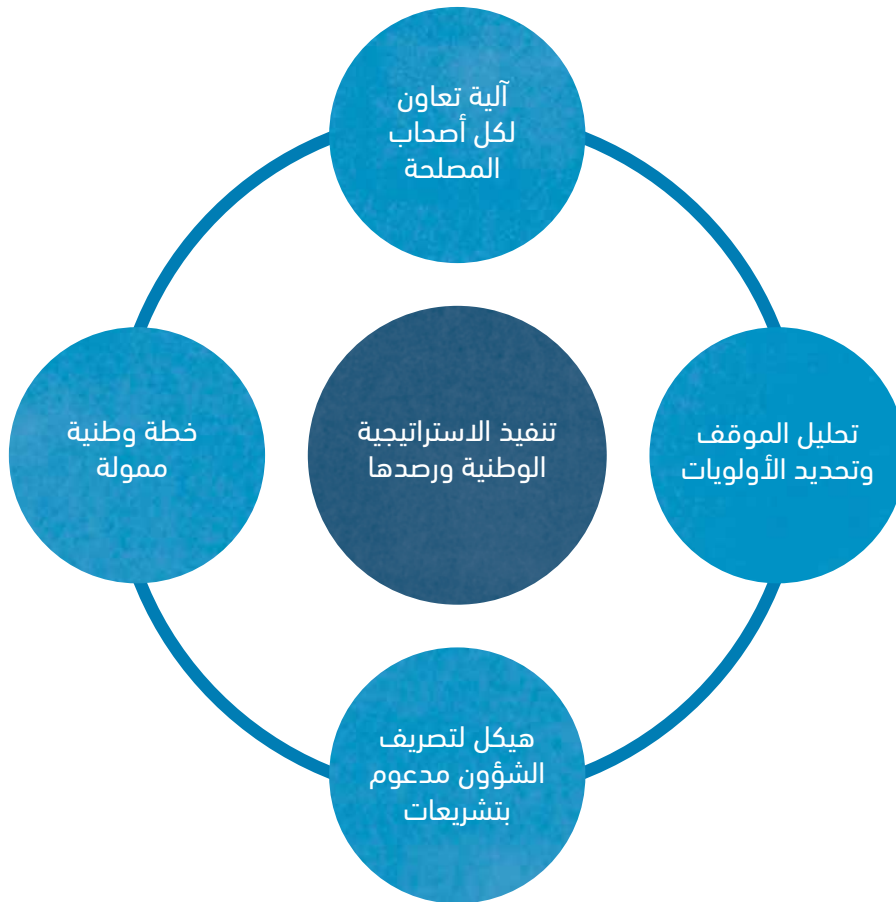 آلية تعاون
لكل أصحاب
المصلحة
تحليل الموقف
وتحديد الأولويات
تنفيذ الاستراتيجية
الوطنية ورصدها
خطة وطنية
ممولة
هيكل لتصريف
الشؤون مدعوم
بتشريعات